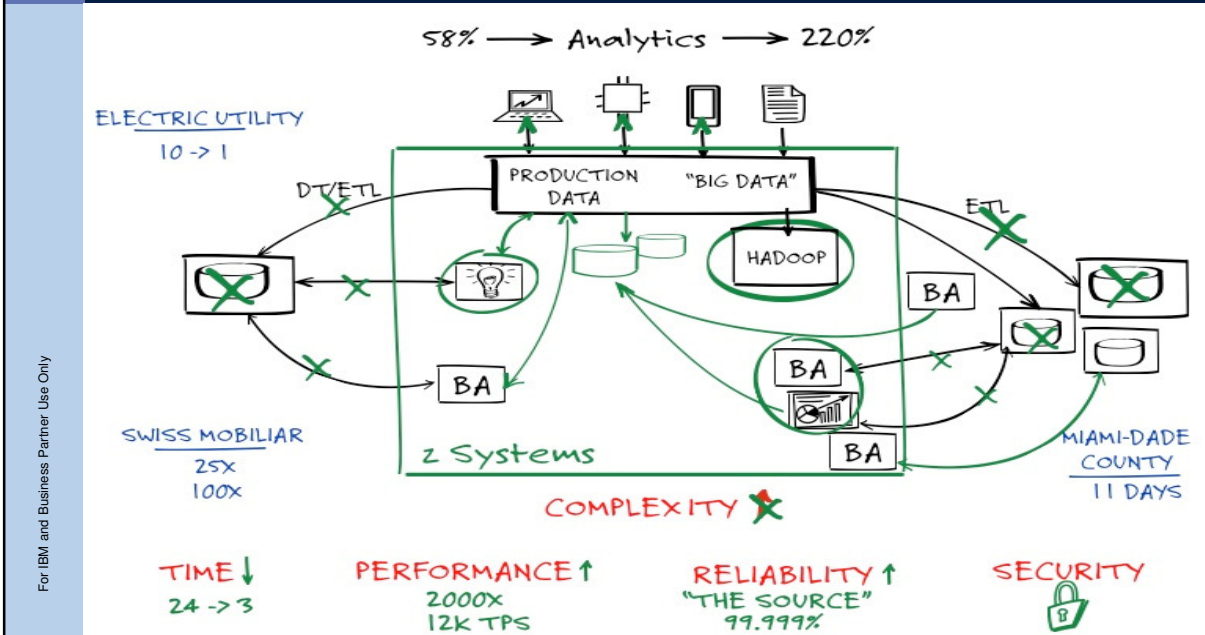 For IBM and Business Partner Use Only
58% Analytics 220%
ELECTRIC UTILITY
10 -> 1
PRODUCTION DATA
"BIG DATA"
DT/ETL
ETL
HADOOP
BA
BA
BA
BA
z Systems
SWISS MOBILIAR
25X
100X
MIAMI-DADE
COUNTY
11 DAYS
COMPLEXITY
TIME
24 -> 3
PERFORMANCE
2000X
12K TPS
RELIABILITY
"THE SOURCE"
99.999%
SECURITY